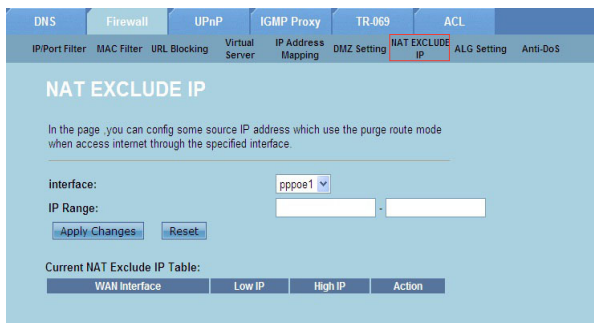 DNS Firewall UPnP IGMP Proxy TR-069 ACL
IP/Port Filter MAC Filter URL Blocking Virtual Server IP Address Mapping DMZ Setting NAT EXCLUDE IP ALG Setting Anti-DoS
NAT EXCLUDE IP
In the page ,you can config some source IP address which use the purge route mode
when access internet through the specified interface.
interface: pppoe1
IP Range: -
Apply Changes Reset
Current NAT Exclude IP Table:
WAN Interface Low IP High IP Action